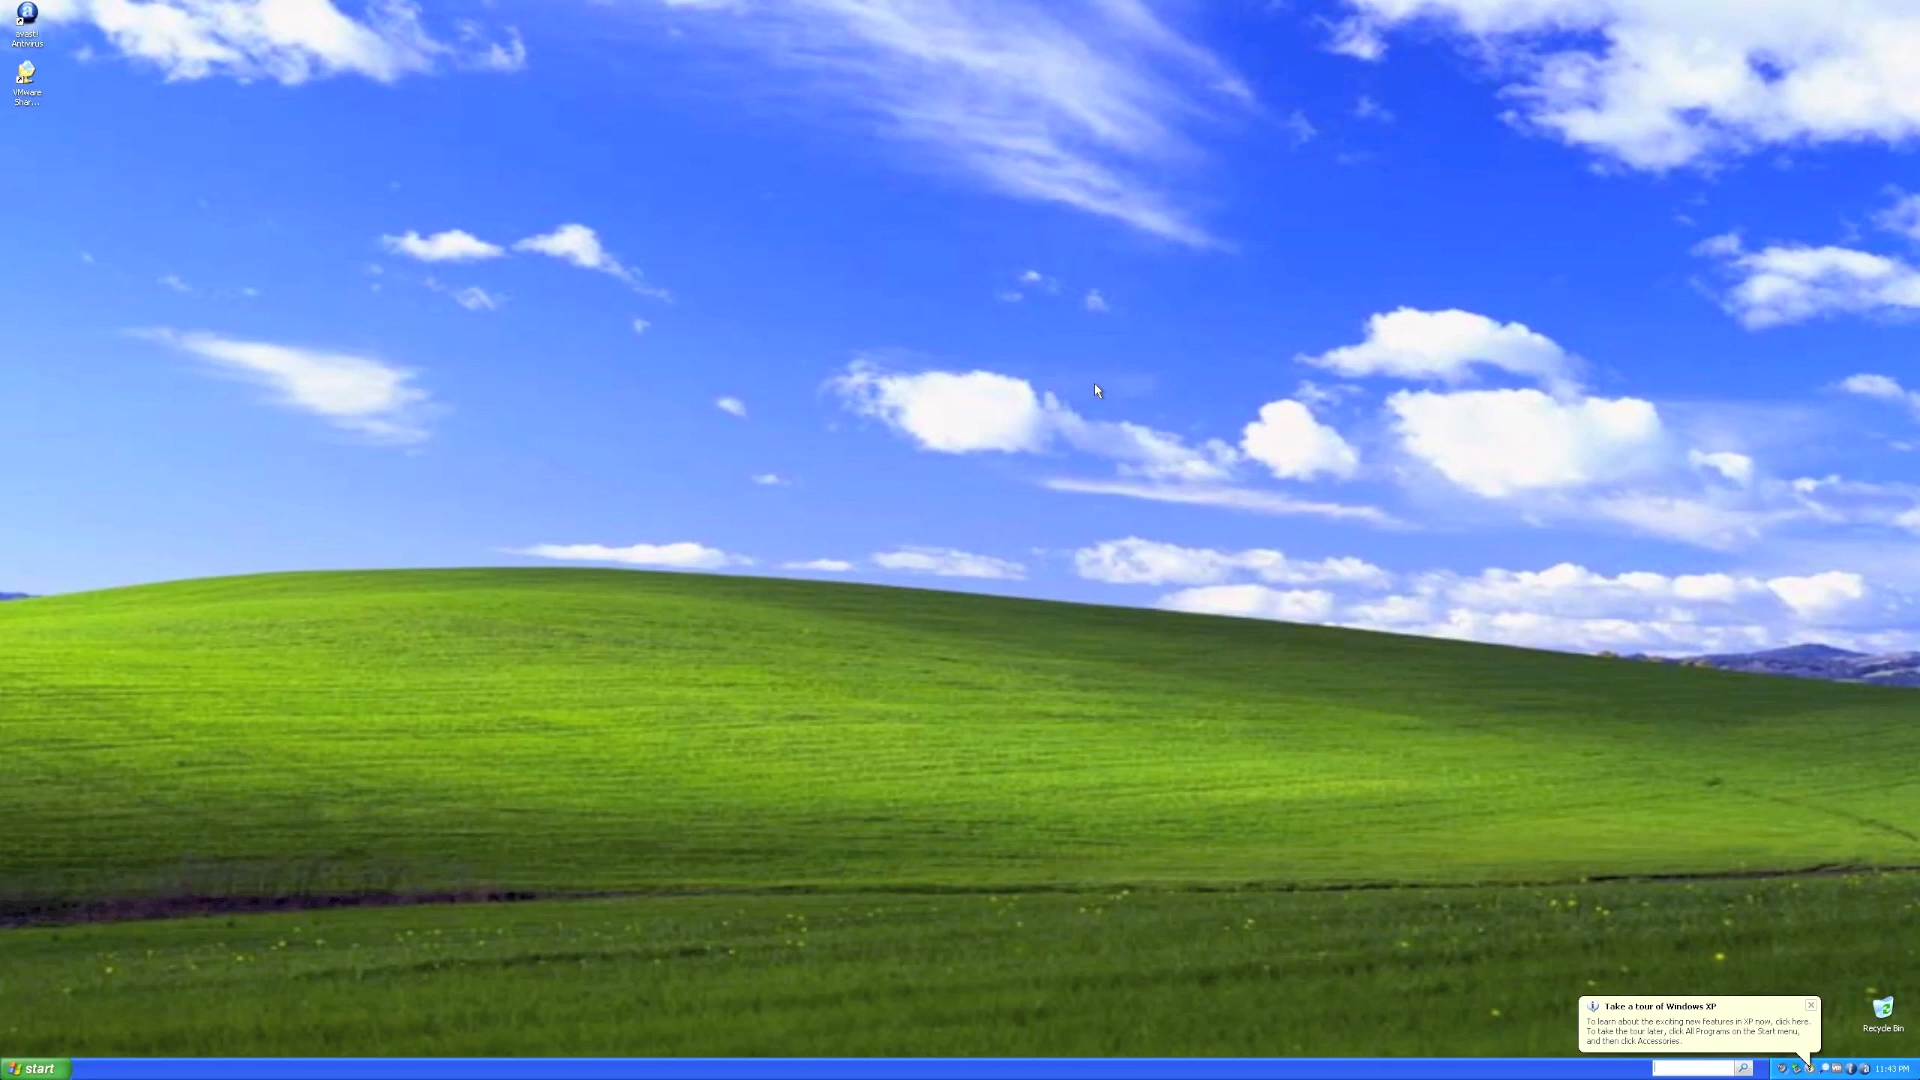 avast!
Antivirus
VMware
Shar...
Take a tour of Windows XP
To learn about the exciting new features in XP now, click here.
To take the tour later, click All Programs on the Start menu,
and then click Accessories.
Recycle Bin
start
11:43 PM